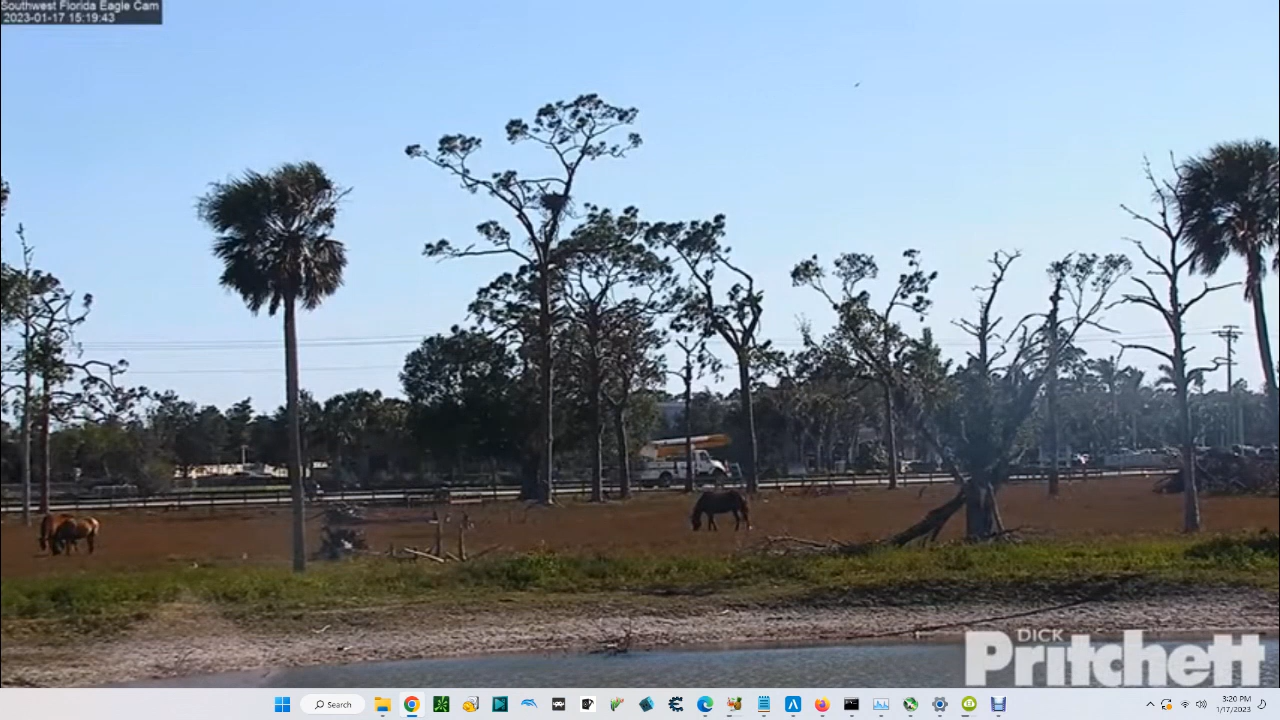 Southwest Florida Eagle Cam
2023-01-17 15:19:43
DICK
Pritchett
Search
3:20 PM
1/17/2023